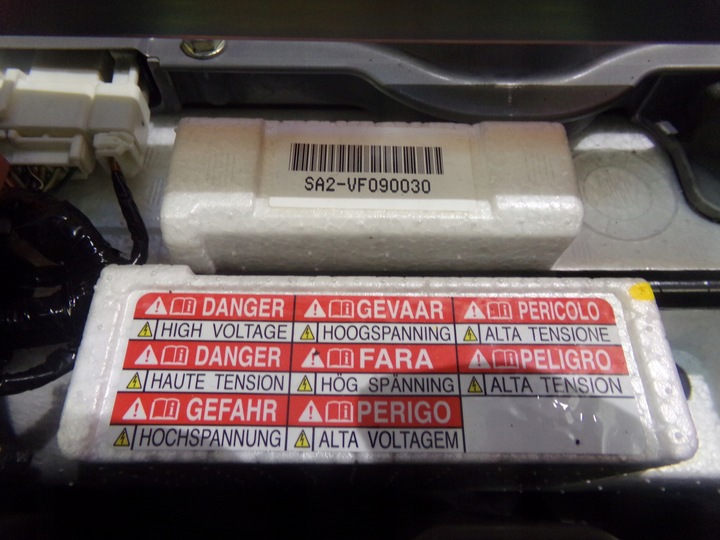 SA2-VF090030
DANGER GEVAAR PERICOLO
HIGH VOLTAGE HOOGSPANNING ALTA TENSIONE
DANGER FARA PELIGRO
HAUTE TENSION HÖG SPÄNNING ALTA TENSION
GEFAHR PERIGO
HOCHSPANNUNG ALTA VOLTAGEM